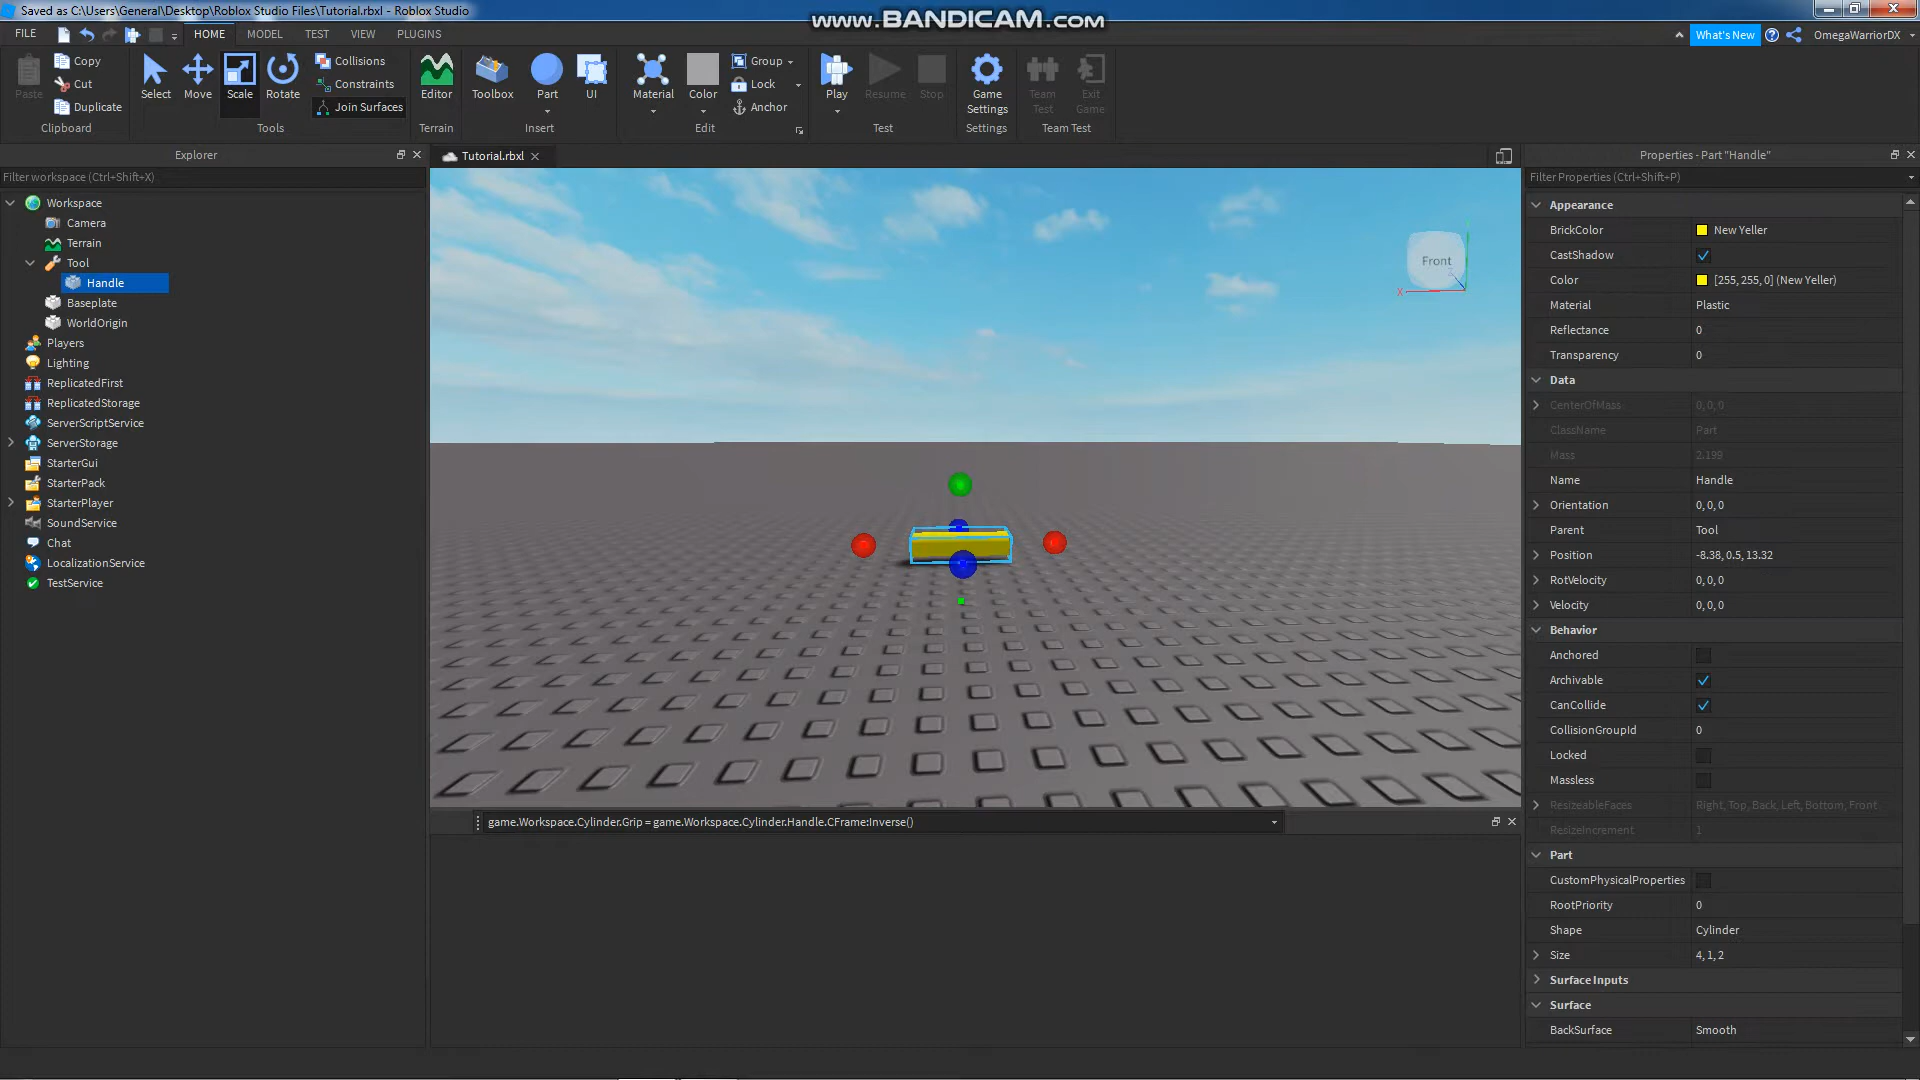 Saved as C:\Users\General\Desktop\Roblox Studio Files\Tutorial.rbxl - Roblox Studio
www.BANDICAM.com
FILE HOME MODEL TEST VIEW PLUGINS
What's New OmegaWarriorDX
Paste Copy Cut Duplicate
Select Move Scale Rotate
Collisions
Constraints
Join Surfaces
Editor Toolbox Part UI
Material Color
Group
Lock
Anchor
Play Resume Stop
Game Settings
Team Test
Exit Game
Clipboard Tools Terrain Insert Edit Test Settings Team Test
Explorer
Filter workspace (Ctrl+Shift+X)
Workspace
Camera
Terrain
Tool
Handle
Baseplate
WorldOrigin
Players
Lighting
ReplicatedFirst
ReplicatedStorage
ServerScriptService
ServerStorage
StarterGui
StarterPack
StarterPlayer
SoundService
Chat
LocalizationService
TestService
Tutorial.rbxl
Front
X
Z
game.Workspace.Cylinder.Grip = game.Workspace.Cylinder.Handle.CFrame:Inverse()
Properties - Part "Handle"
Filter Properties (Ctrl+Shift+P)
Appearance
BrickColor New Yeller
CastShadow
Color [255, 255, 0] (New Yeller)
Material Plastic
Reflectance 0
Transparency 0
Data
CenterOfMass 0, 0, 0
ClassName Part
Mass 2.199
Name Handle
Orientation 0, 0, 0
Parent Tool
Position -8.38, 0.5, 13.32
RotVelocity 0, 0, 0
Velocity 0, 0, 0
Behavior
Anchored
Archivable
CanCollide
CollisionGroupId 0
Locked
Massless
ResizeableFaces Right, Top, Back, Left, Bottom, Front
ResizeIncrement 1
Part
CustomPhysicalProperties
RootPriority 0
Shape Cylinder
Size 4, 1, 2
Surface Inputs
Surface
BackSurface Smooth